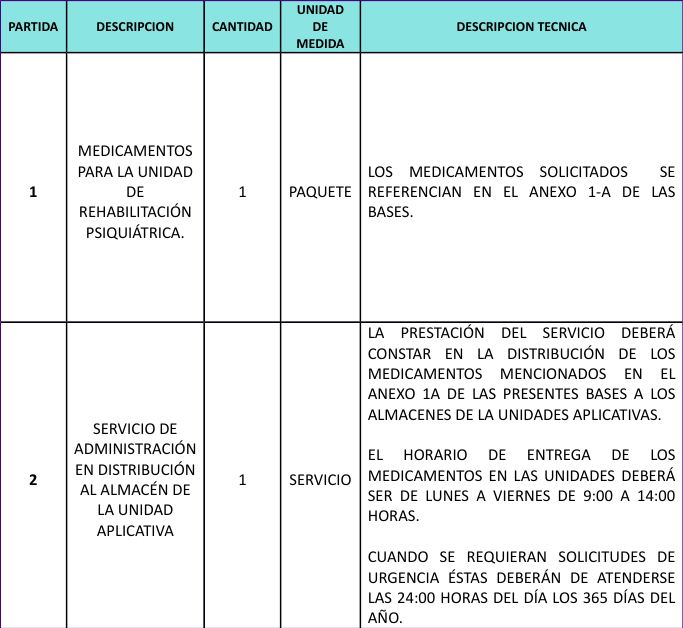 PARTIDA
DESCRIPCION
CANTIDAD
UNIDAD
DE
MEDIDA
DESCRIPCION TECNICA
1
MEDICAMENTOS
PARA LA UNIDAD
DE
REHABILITACIÓN
PSIQUIÁTRICA.
1
PAQUETE
LOS MEDICAMENTOS SOLICITADOS SE
REFERENCIAN EN EL ANEXO 1-A DE LAS
BASES.
2
SERVICIO DE
ADMINISTRACIÓN
EN DISTRIBUCIÓN
AL ALMACÉN DE
LA UNIDAD
APLICATIVA
1
SERVICIO
LA PRESTACIÓN DEL SERVICIO DEBERÁ
CONSTAR EN LA DISTRIBUCIÓN DE LOS
MEDICAMENTOS MENCIONADOS EN EL
ANEXO 1A DE LAS PRESENTES BASES A LOS
ALMACENES DE LA UNIDADES APLICATIVAS.
EL HORARIO DE ENTREGA DE LOS
MEDICAMENTOS EN LAS UNIDADES DEBERÁ
SER DE LUNES A VIERNES DE 9:00 A 14:00
HORAS.
CUANDO SE REQUIERAN SOLICITUDES DE
URGENCIA ÉSTAS DEBERÁN DE ATENDERSE
LAS 24:00 HORAS DEL DÍA LOS 365 DÍAS DEL
AÑO.